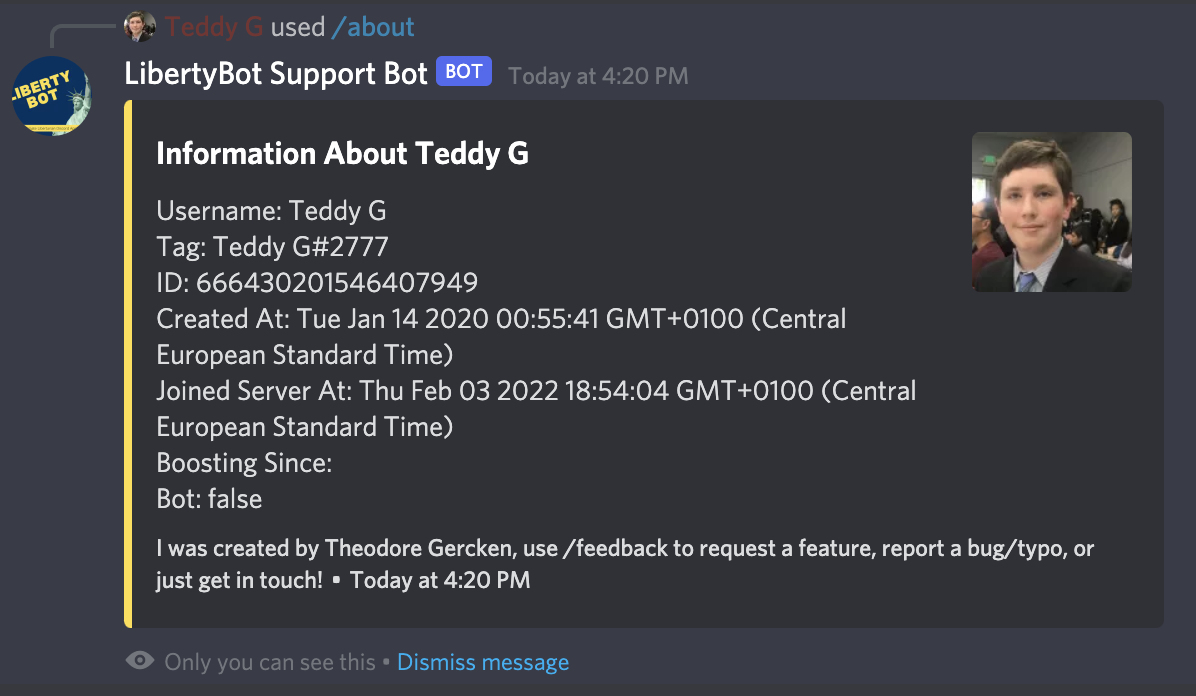 Teddy G used /about
LibertyBot Support Bot BOT Today at 4:20 PM
LIBERTY
BOT
Information About Teddy G
Username: Teddy G
Tag: Teddy G#2777
ID: 666430201546407949
Created At: Tue Jan 14 2020 00:55:41 GMT+0100 (Central
European Standard Time)
Joined Server At: Thu Feb 03 2022 18:54:04 GMT+0100 (Central
European Standard Time)
Boosting Since:
Bot: false
I was created by Theodore Gercken, use /feedback to request a feature, report a bug/typo, or
just get in touch! • Today at 4:20 PM
Only you can see this • Dismiss message